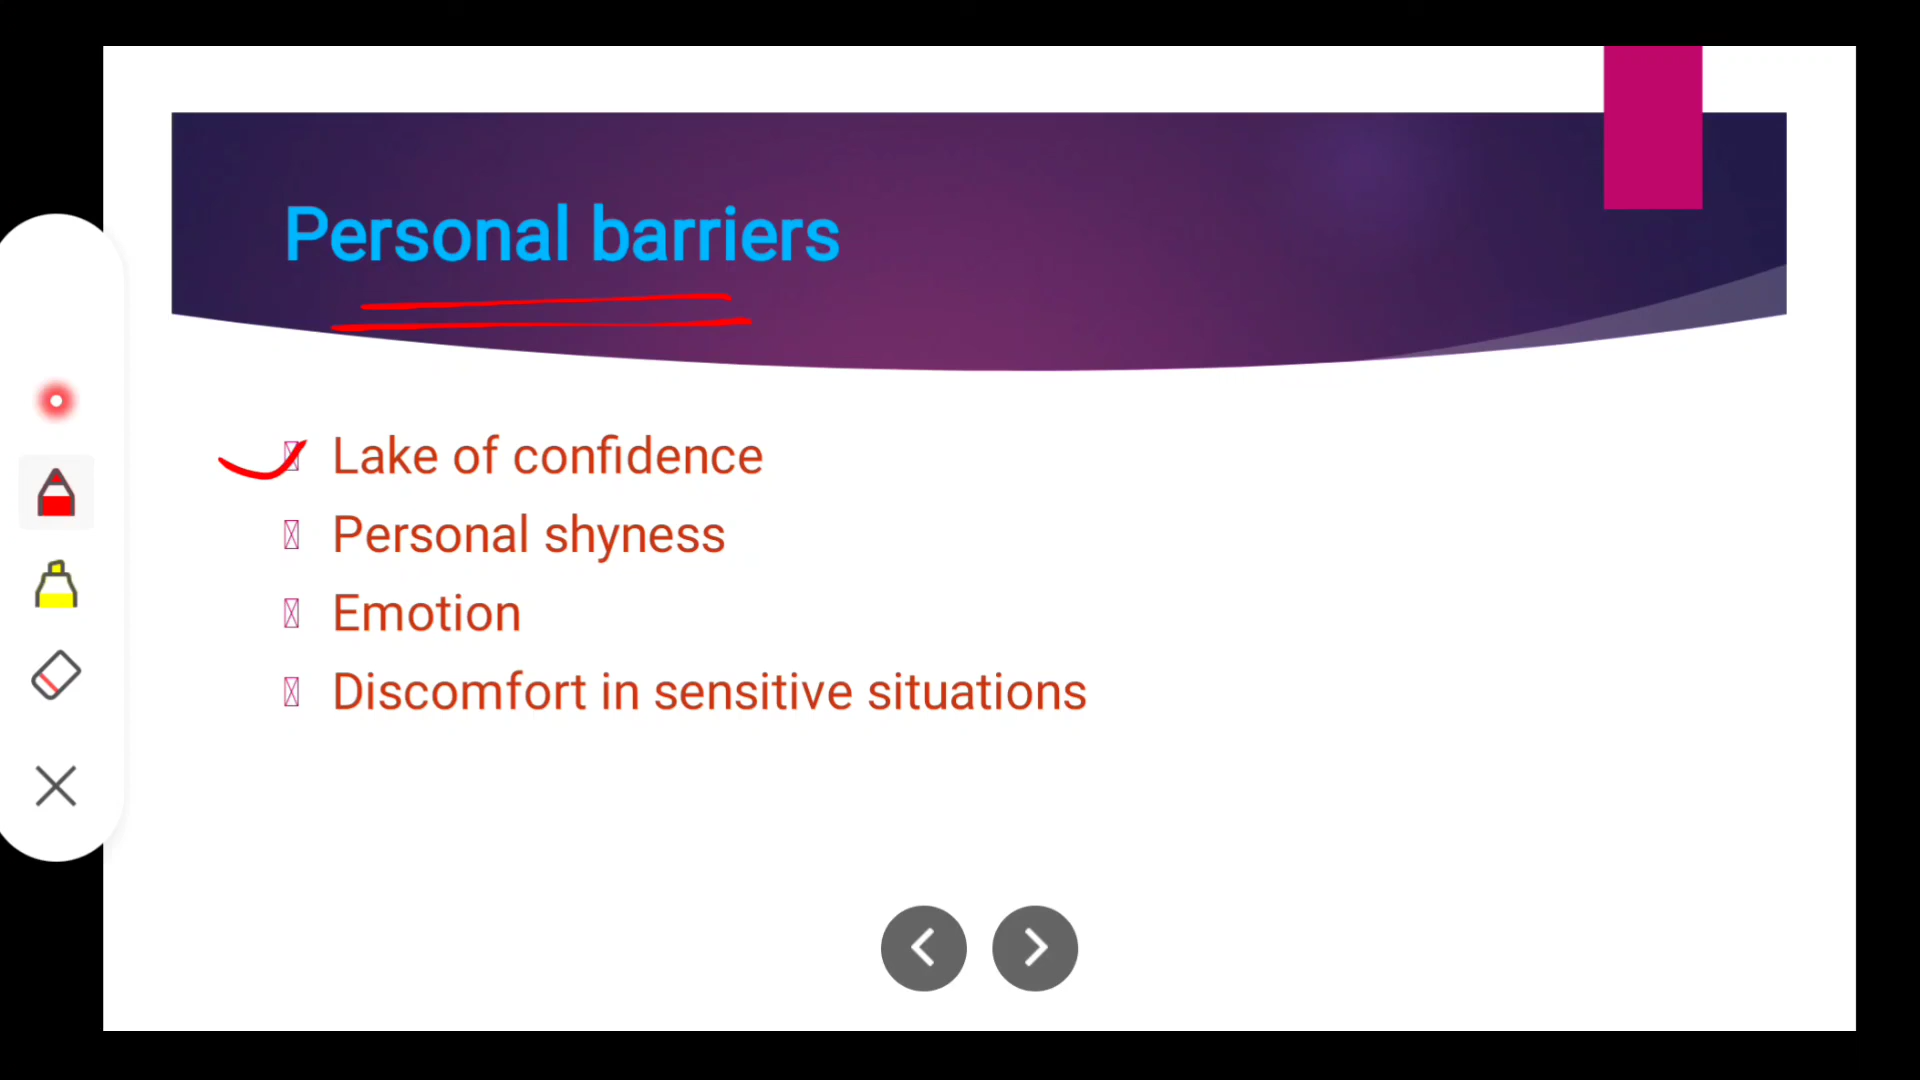 Personal barriers
Lake of confidence
Personal shyness
Emotion
Discomfort in sensitive situations